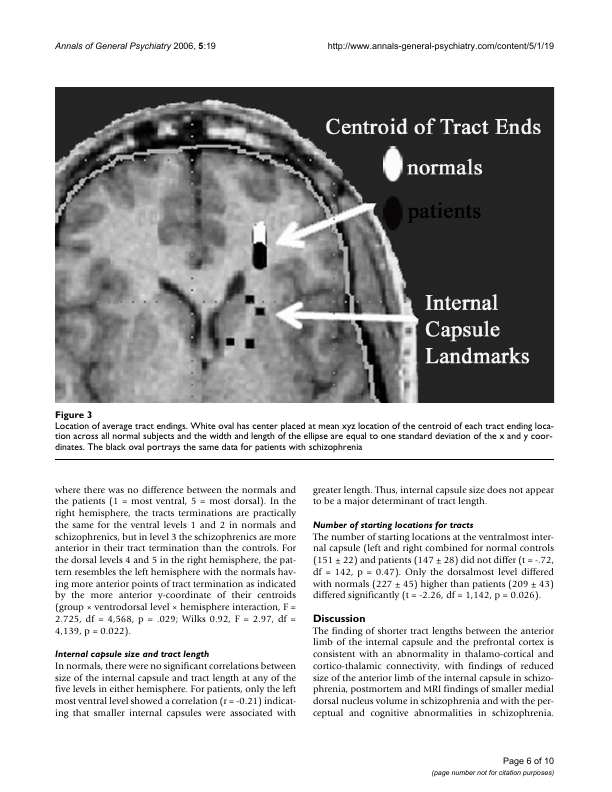 Annals of General Psychiatry 2006, 5:19
http://www.annals-general-psychiatry.com/content/5/1/19
Centroid of Tract Ends
normals
patients
Internal
Capsule
Landmarks
Figure 3
Location of average tract endings. White oval has center placed at mean xyz location of the centroid of each tract ending loca-
tion across all normal subjects and the width and length of the ellipse are equal to one standard deviation of the x and y coor-
dinates. The black oval portrays the same data for patients with schizophrenia
where there was no difference between the normals and
the patients (1 = most ventral, 5 = most dorsal). In the
right hemisphere, the tracts terminations are practically
the same for the ventral levels 1 and 2 in normals and
schizophrenics, but in level 3 the schizophrenics are more
anterior in their tract termination than the controls. For
the dorsal levels 4 and 5 in the right hemisphere, the pat-
tern resembles the left hemisphere with the normals hav-
ing more anterior points of tract termination as indicated
by the more anterior y-coordinate of their centroids
(group × ventrodorsal level × hemisphere interaction, F =
2.725, df = 4,568, p = .029; Wilks 0.92, F = 2.97, df =
4,139, p = 0.022).
Internal capsule size and tract length
In normals, there were no significant correlations between
size of the internal capsule and tract length at any of the
five levels in either hemisphere. For patients, only the left
most ventral level showed a correlation (r = -0.21) indicat-
ing that smaller internal capsules were associated with
greater length. Thus, internal capsule size does not appear
to be a major determinant of tract length.
Number of starting locations for tracts
The number of starting locations at the ventralmost inter-
nal capsule (left and right combined for normal controls
(151 ± 22) and patients (147 ± 28) did not differ (t = -.72,
df = 142, p = 0.47). Only the dorsalmost level differed
with normals (227 ± 45) higher than patients (209 ± 43)
differed significantly (t = -2.26, df = 1,142, p = 0.026).
Discussion
The finding of shorter tract lengths between the anterior
limb of the internal capsule and the prefrontal cortex is
consistent with an abnormality in thalamo-cortical and
cortico-thalamic connectivity, with findings of reduced
size of the anterior limb of the internal capsule in schizo-
phrenia, postmortem and MRI findings of smaller medial
dorsal nucleus volume in schizophrenia and with the per-
ceptual and cognitive abnormalities in schizophrenia.
Page 6 of 10
(page number not for citation purposes)